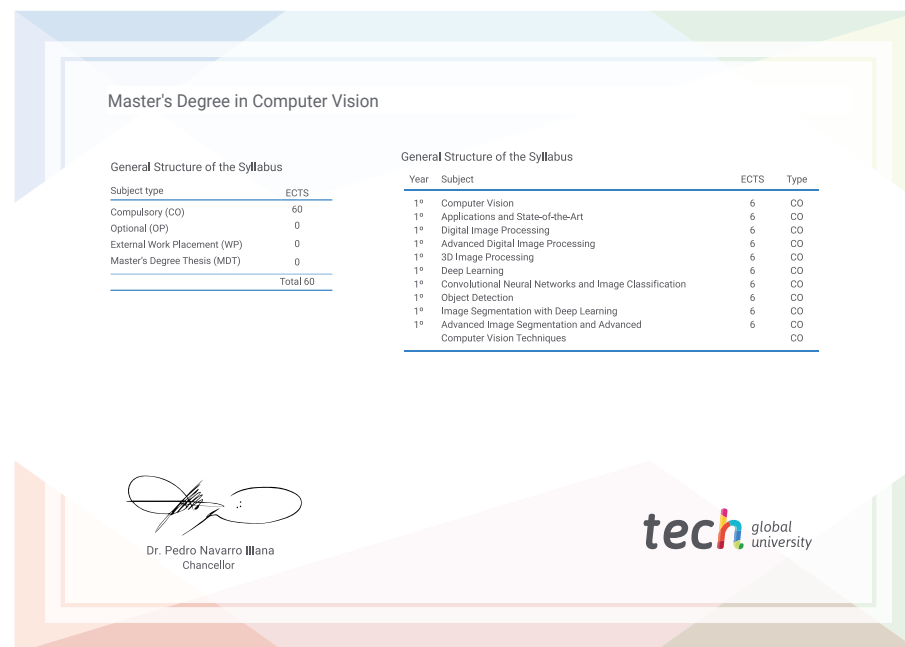 Master's Degree in Computer Vision
General Structure of the Syllabus
Subject type ECTS
Compulsory (CO) 60
Optional (OP) 0
External Work Placement (WP) 0
Master's Degree Thesis (MDT) 0
Total 60
General Structure of the Syllabus
Year Subject ECTS Type
1º Computer Vision 6 CO
1º Applications and State-of-the-Art 6 CO
1º Digital Image Processing 6 CO
1º Advanced Digital Image Processing 6 CO
1º 3D Image Processing 6 CO
1º Deep Learning 6 CO
1º Convolutional Neural Networks and Image Classification 6 CO
1º Object Detection 6 CO
1º Image Segmentation with Deep Learning 6 CO
1º Advanced Image Segmentation and Advanced 6 CO
Computer Vision Techniques CO
Dr. Pedro Navarro Illana
Chancellor
tech global
university